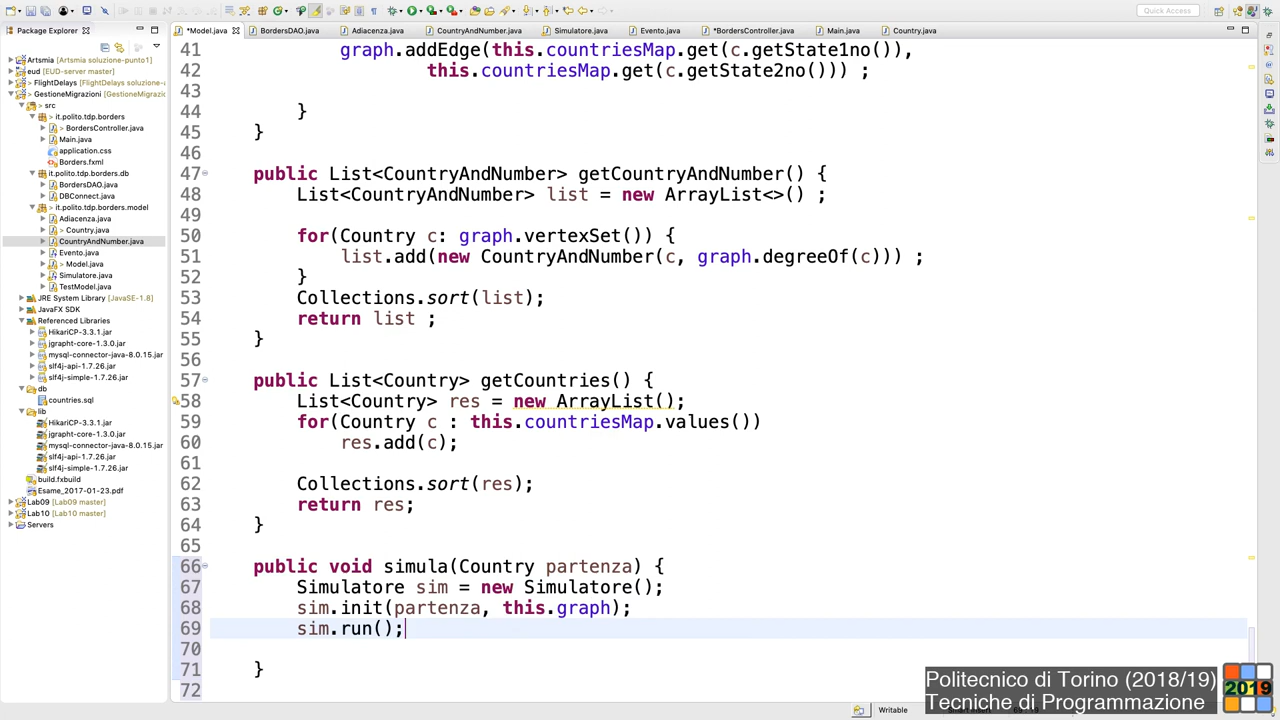 Quick Access
Package Explorer
*Model.java
BordersDAO.java
Adiacenza.java
CountryAndNumber.java
Simulatore.java
Evento.java
*BordersController.java
Main.java
Country.java
Artsmia (Artsmia soluzione-punto1)
eud (EUD-server master)
> FlightDelays (FlightDelays soluzione-
GestioneMigrazioni (GestioneMigrazio
src
it.polito.tdp.borders
> BordersController.java
Main.java
application.css
Borders.fxml
it.polito.tdp.borders.db
BordersDAO.java
DBConnect.java
it.polito.tdp.borders.model
Adiacenza.java
> Country.java
CountryAndNumber.java
Evento.java
> Model.java
Simulatore.java
TestModel.java
JRE System Library [JavaSE-1.8]
JavaFX SDK
Referenced Libraries
HikariCP-3.3.1.jar
jgrapht-core-1.3.0.jar
mysql-connector-java-8.0.15.jar
slf4j-api-1.7.26.jar
slf4j-simple-1.7.26.jar
db
countries.sql
lib
HikariCP-3.3.1.jar
jgrapht-core-1.3.0.jar
mysql-connector-java-8.0.15.jar
slf4j-api-1.7.26.jar
slf4j-simple-1.7.26.jar
build.fxbuild
Esame_2017-01-23.pdf
Lab09 (Lab09 master)
Lab10 (Lab10 master)
Servers
41 graph.addEdge(this.countriesMap.get(c.getState1no()),
42 this.countriesMap.get(c.getState2no())) ;
43
44 }
45 }
46
47 public List<CountryAndNumber> getCountryAndNumber() {
48 List<CountryAndNumber> list = new ArrayList<>() ;
49
50 for(Country c: graph.vertexSet()) {
51 list.add(new CountryAndNumber(c, graph.degreeOf(c))) ;
52 }
53 Collections.sort(list);
54 return list ;
55 }
56
57 public List<Country> getCountries() {
58 List<Country> res = new ArrayList();
59 for(Country c : this.countriesMap.values())
60 res.add(c);
61
62 Collections.sort(res);
63 return res;
64 }
65
66 public void simula(Country partenza) {
67 Simulatore sim = new Simulatore();
68 sim.init(partenza, this.graph);
69 sim.run();
70
71 }
72
Politecnico di Torino (2018/19)
Tecniche di Programmazione
2019
Writable